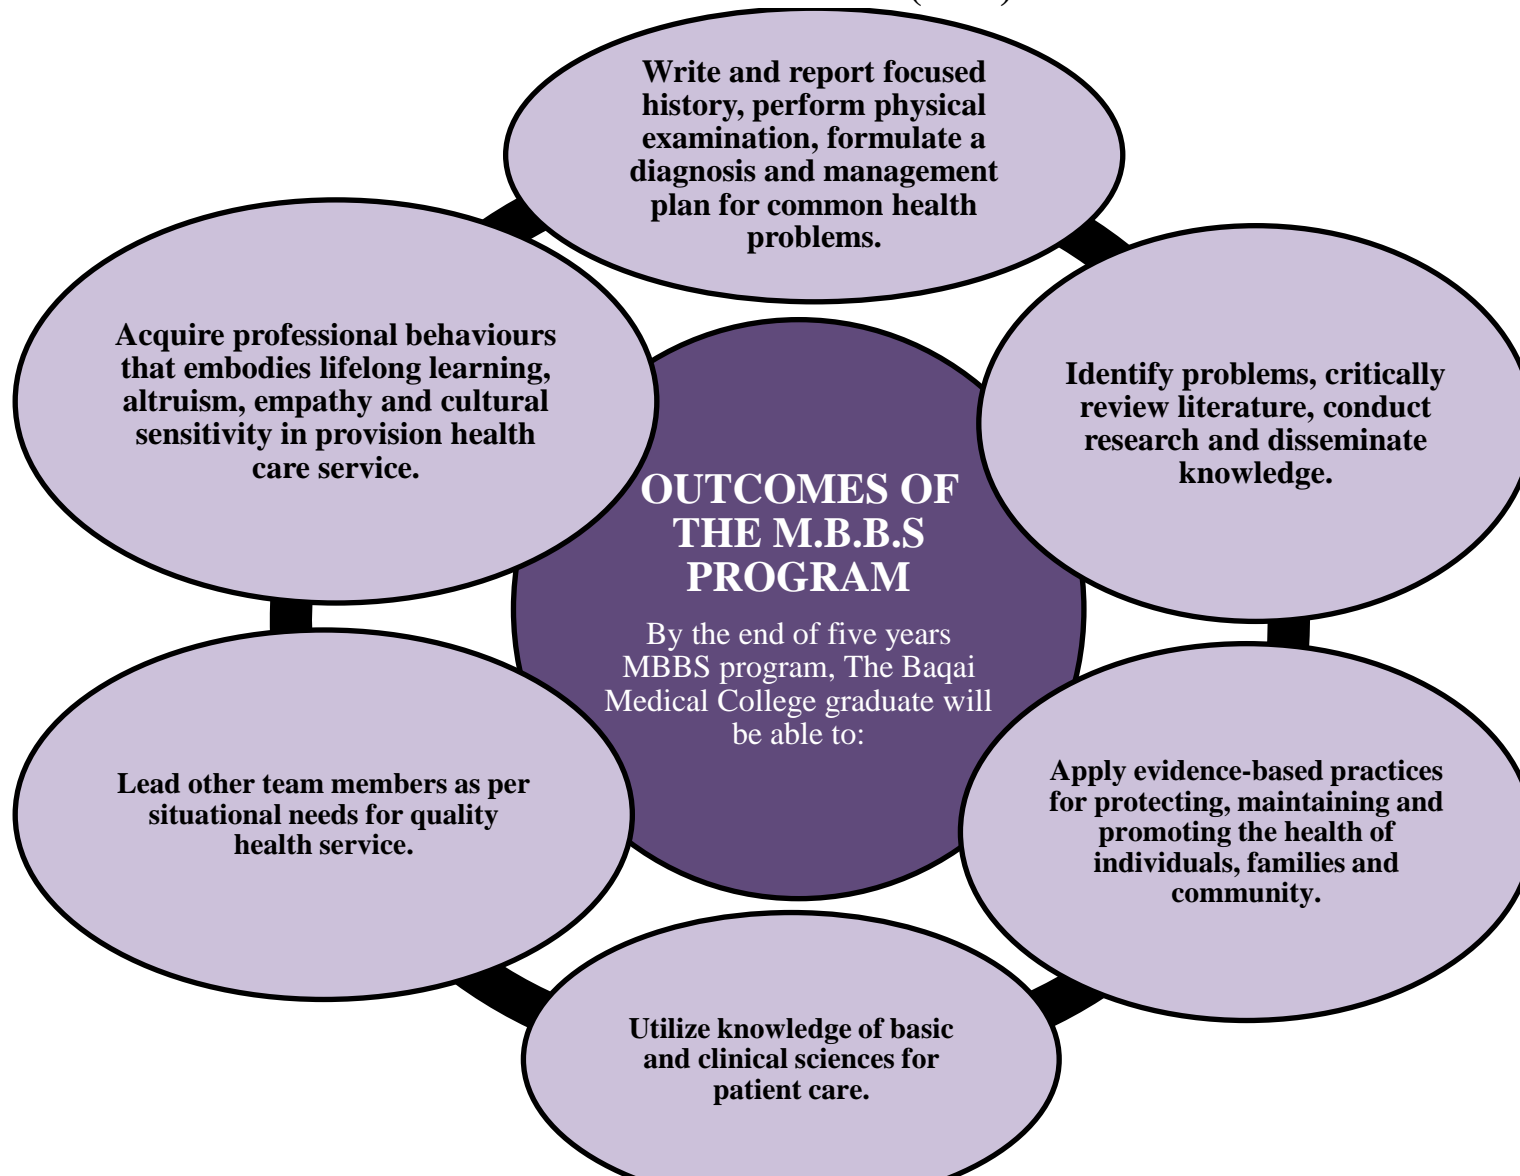 Write and report focused
history, perform physical
examination, formulate a
diagnosis and management
plan for common health
problems.
Identify problems, critically
review literature, conduct
research and disseminate
knowledge.
Apply evidence-based practices
for protecting, maintaining and
promoting the health of
individuals, families and
community.
Utilize knowledge of basic
and clinical sciences for
patient care.
Lead other team members as per
situational needs for quality
health service.
Acquire professional behaviours
that embodies lifelong learning,
altruism, empathy and cultural
sensitivity in provision health
care service.
OUTCOMES OF
THE M.B.B.S
PROGRAM
By the end of five years
MBBS program, The Baqai
Medical College graduate will
be able to: